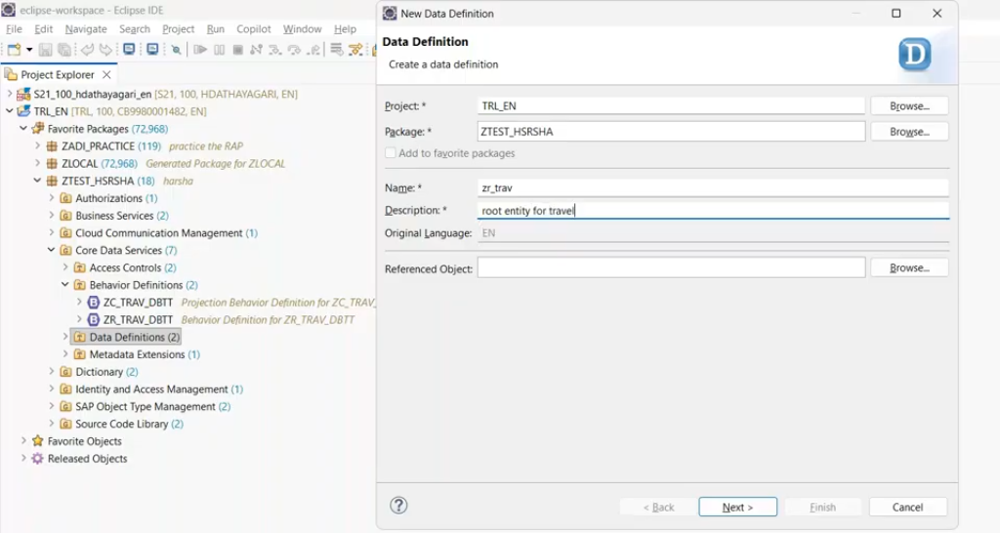 eclipse-workspace - Eclipse IDE
File Edit Navigate Search Project Run Copilot Window Help
Project Explorer
S21_100_hdathayagari_en [S21, 100, HDATHAYAGARI, EN]
TRL_EN [TRL, 100, CB9980001482, EN]
Favorite Packages (72,968)
ZADI_PRACTICE (119) practice the RAP
ZLOCAL (72,968) Generated Package for ZLOCAL
ZTEST_HSRSHA (18) harsha
Authorizations (1)
Business Services (2)
Cloud Communication Management (1)
Core Data Services (7)
Access Controls (2)
Behavior Definitions (2)
ZC_TRAV_DBTT Projection Behavior Definition for ZC_TRAV_
ZR_TRAV_DBTT Behavior Definition for ZR_TRAV_DBTT
Data Definitions (2)
Metadata Extensions (1)
Dictionary (2)
Identity and Access Management (1)
SAP Object Type Management (2)
Source Code Library (2)
Favorite Objects
Released Objects
New Data Definition
Data Definition
Create a data definition
D
Project: * TRL_EN Browse...
Package: * ZTEST_HSRSHA Browse...
Add to favorite packages
Name: * zr_trav
Description: * root entity for travel
Original Language: EN
Referenced Object: Browse...
? < Back Next > Finish Cancel